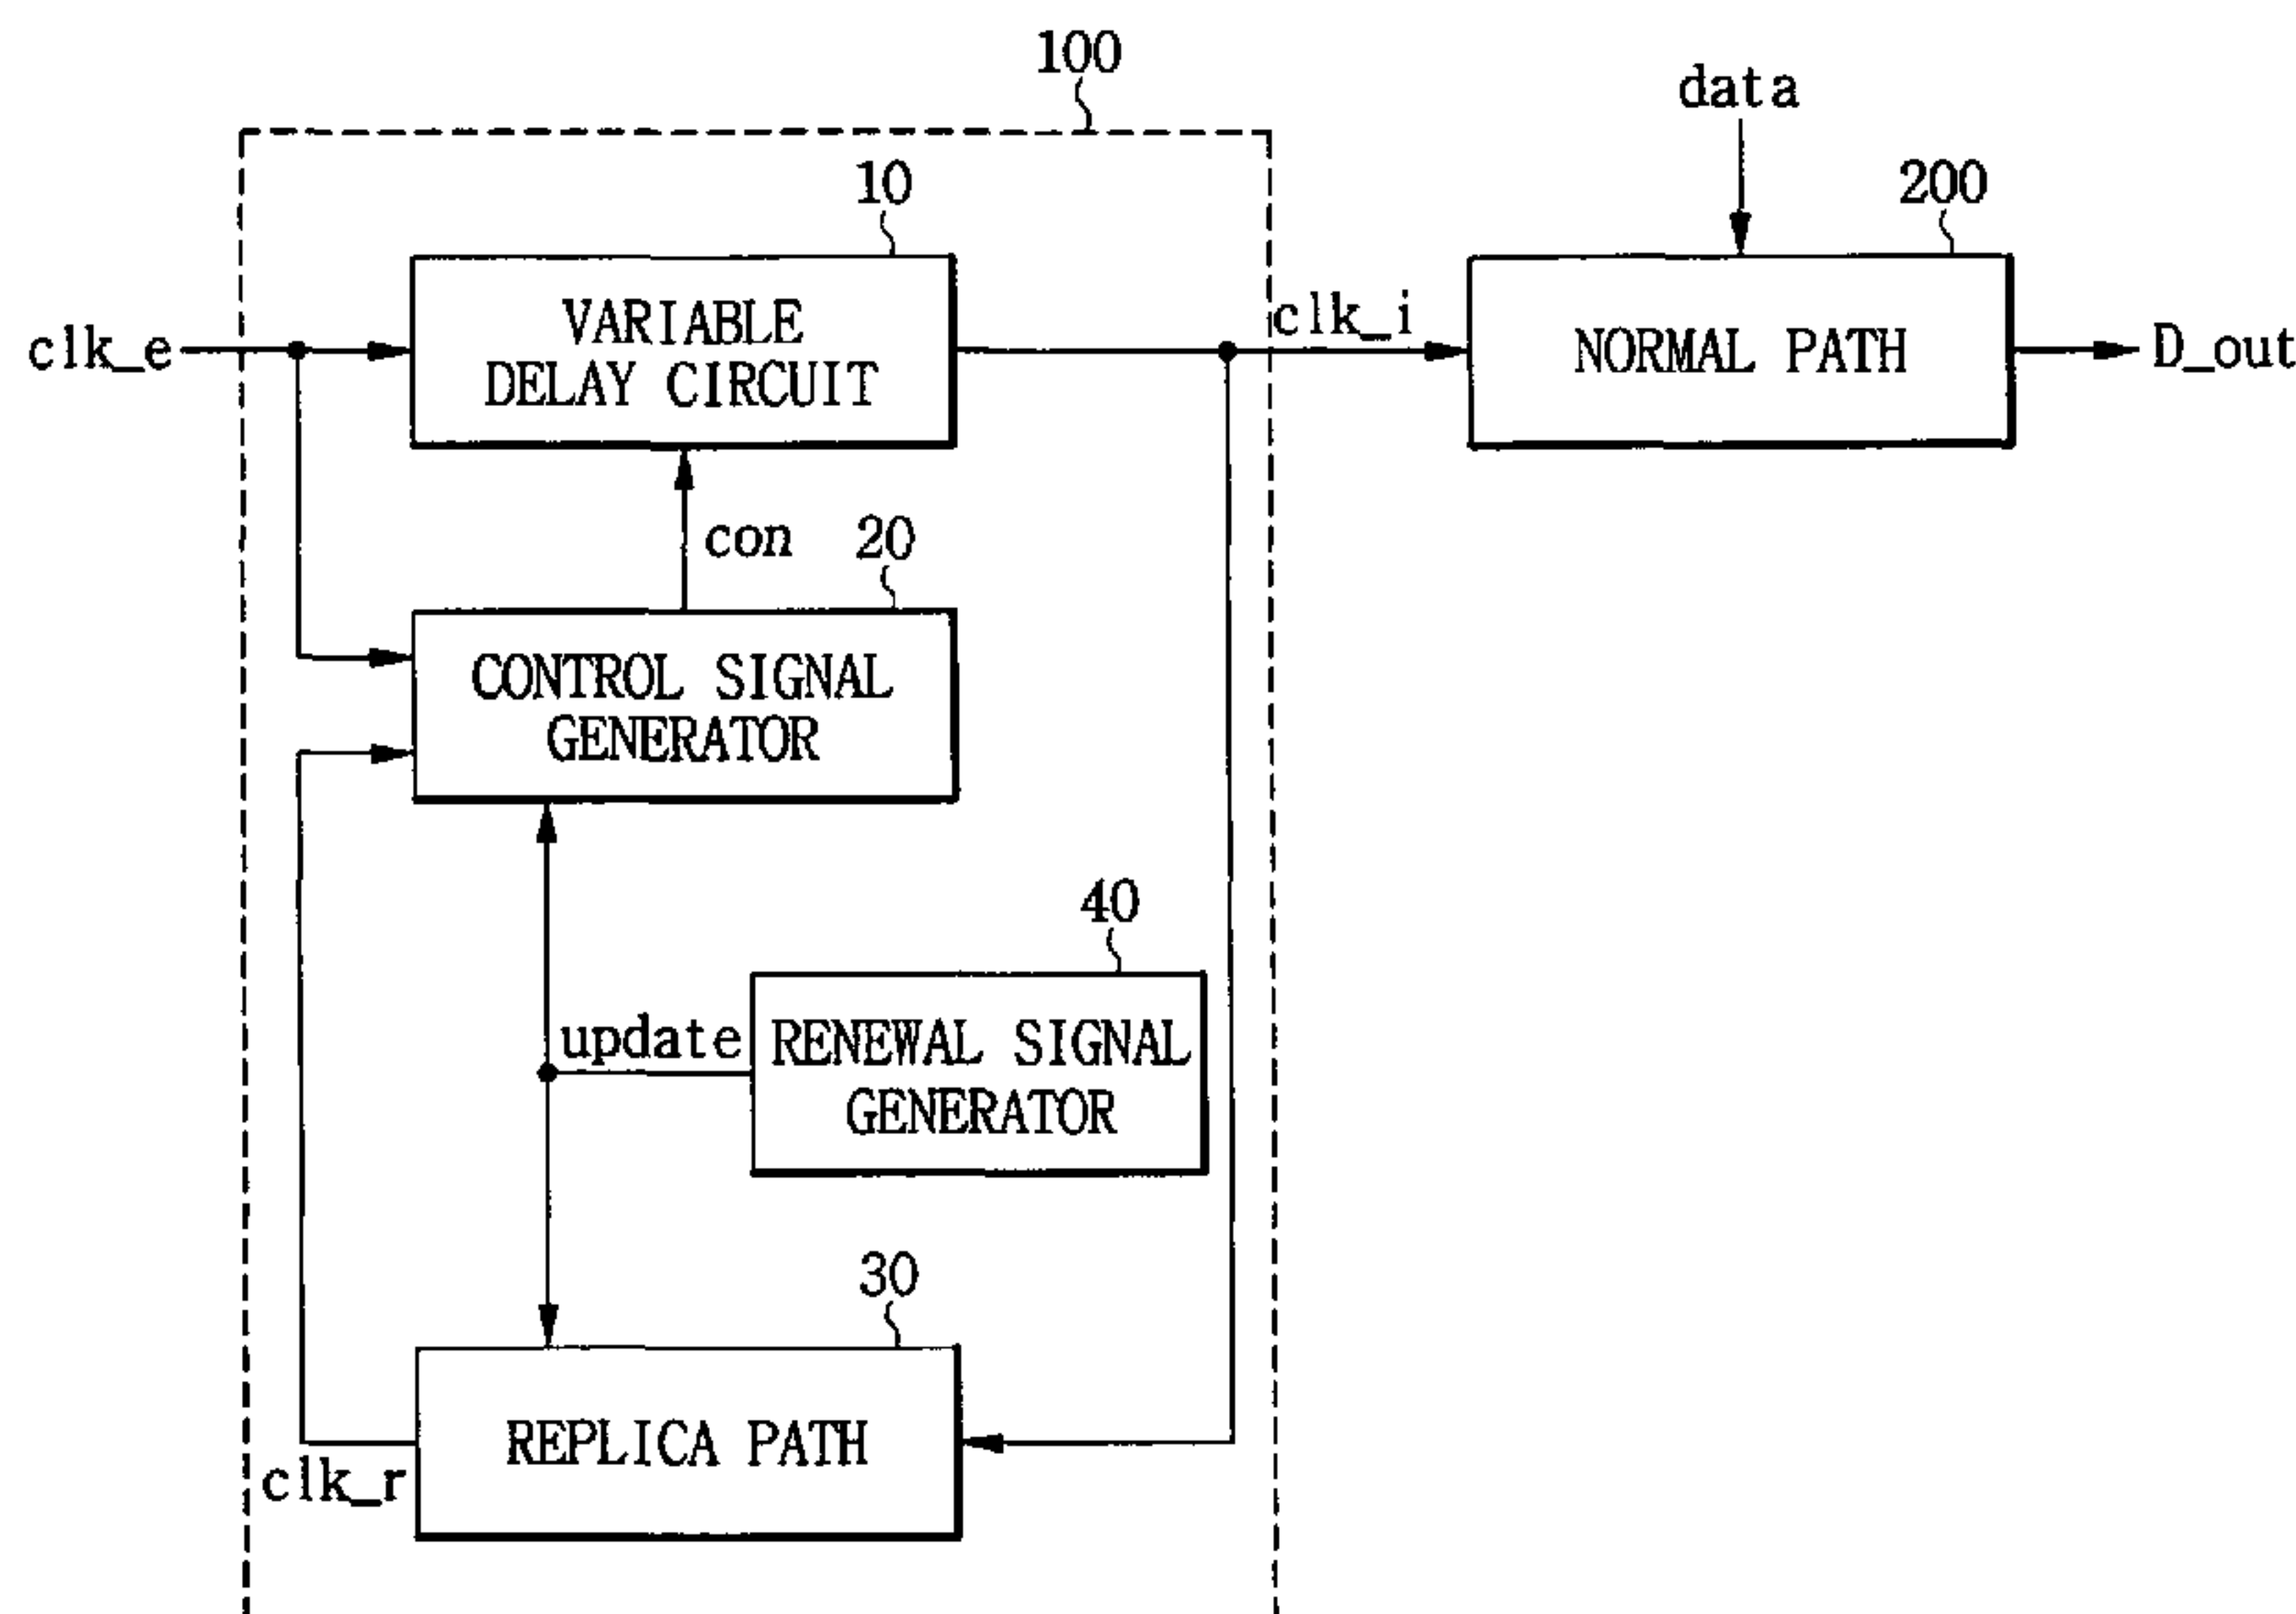 100
data
10
200
VARIABLE
DELAY CIRCUIT
clk_e
clk_i
NORMAL PATH
D_out
con
20
CONTROL SIGNAL
GENERATOR
40
update
RENEWAL SIGNAL
GENERATOR
30
REPLICA PATH
clk_r